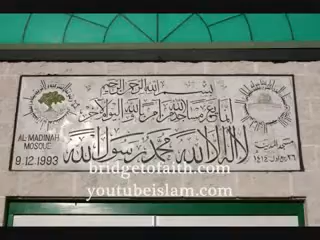 بسم الله الرحمن الرحيم
إنما يعمر مساجد الله من آمن بالله واليوم الآخر
لا إله إلا الله محمد رسول الله
AL-MADINAH
MOSQUE
9.12.1993
bridgetofaith.com
youtubeislam.com